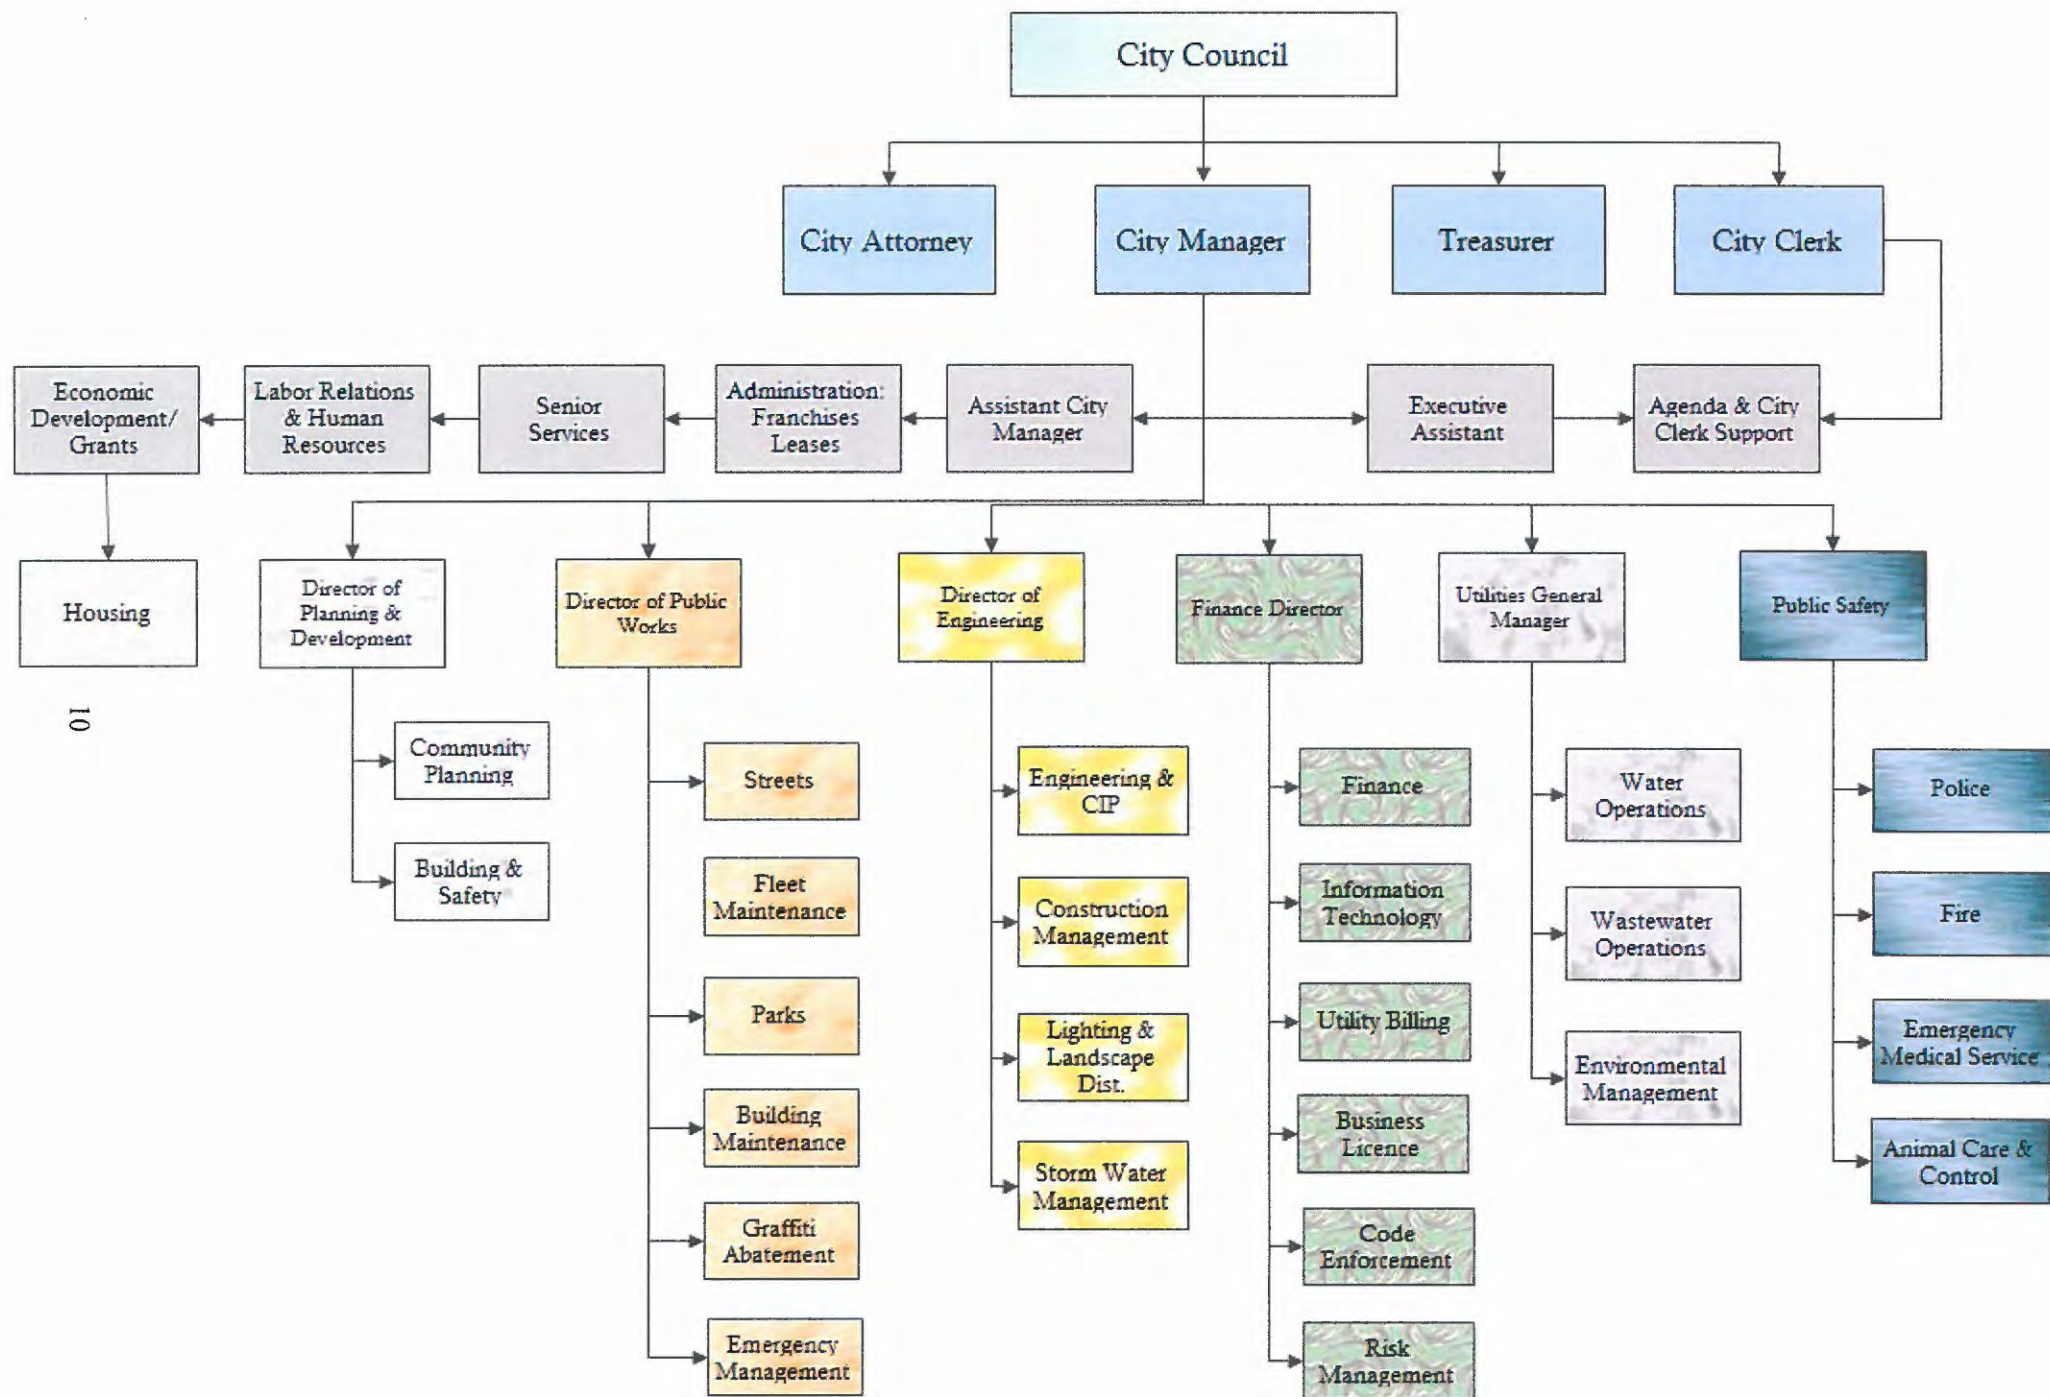 City Council
City Attorney
City Manager
Treasurer
City Clerk
Economic
Development/
Grants
Labor Relations
& Human
Resources
Senior
Services
Administration:
Franchises
Leases
Assistant City
Manager
Executive
Assistant
Agenda & City
Clerk Support
Housing
Director of
Planning &
Development
Director of Public
Works
Director of
Engineering
Finance Director
Utilities General
Manager
Public Safety
10
Community
Planning
Building &
Safety
Streets
Fleet
Maintenance
Parks
Building
Maintenance
Graffiti
Abatement
Emergency
Management
Engineering &
CIP
Construction
Management
Lighting &
Landscape
Dist.
Storm Water
Management
Finance
Information
Technology
Utility Billing
Business
Licence
Code
Enforcement
Risk
Management
Water
Operations
Wastewater
Operations
Environmental
Management
Police
Fire
Emergency
Medical Service
Animal Care &
Control